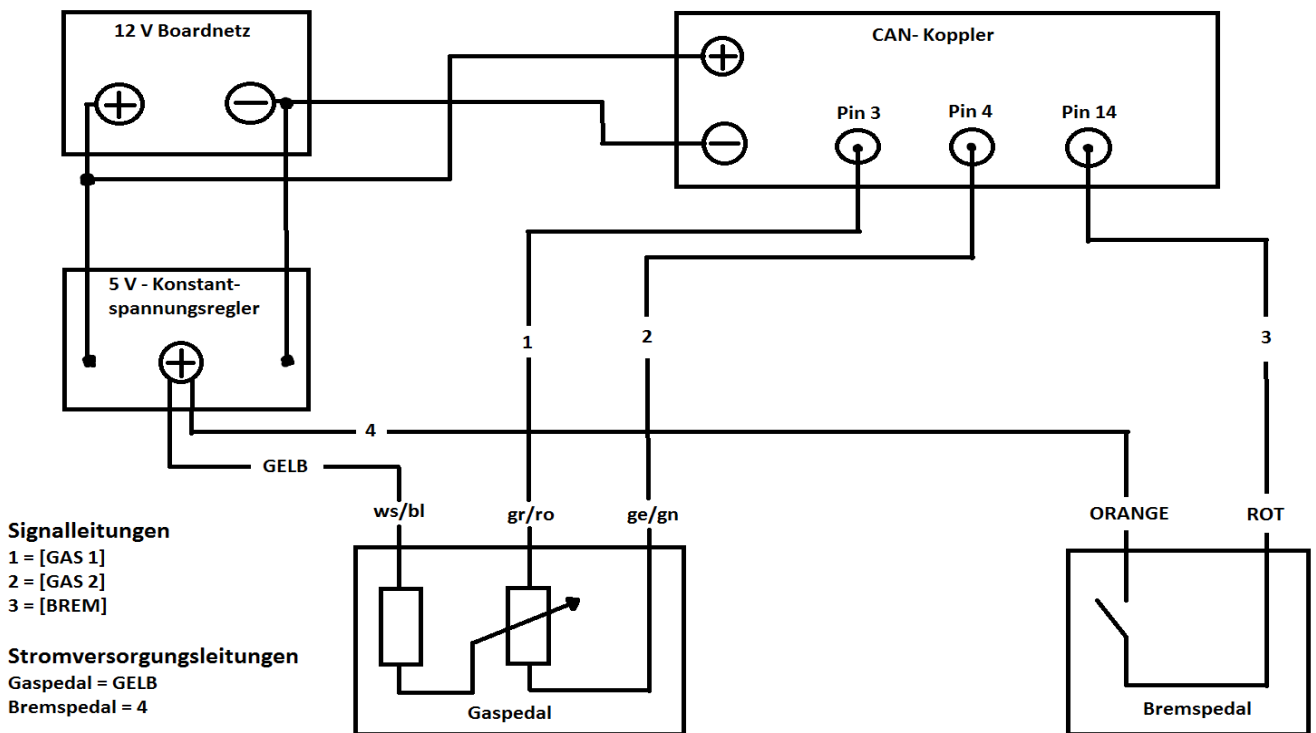 12 V Boardnetz
CAN- Koppler
Pin 3
Pin 4
Pin 14
5 V - Konstant-
spannungsregler
1
2
3
4
GELB
ws/bl
gr/ro
ge/gn
ORANGE
ROT
Signalleitungen
1 = [GAS 1]
2 = [GAS 2]
3 = [BREM]
Stromversorgungsleitungen
Gaspedal = GELB
Bremspedal = 4
Gaspedal
Bremspedal